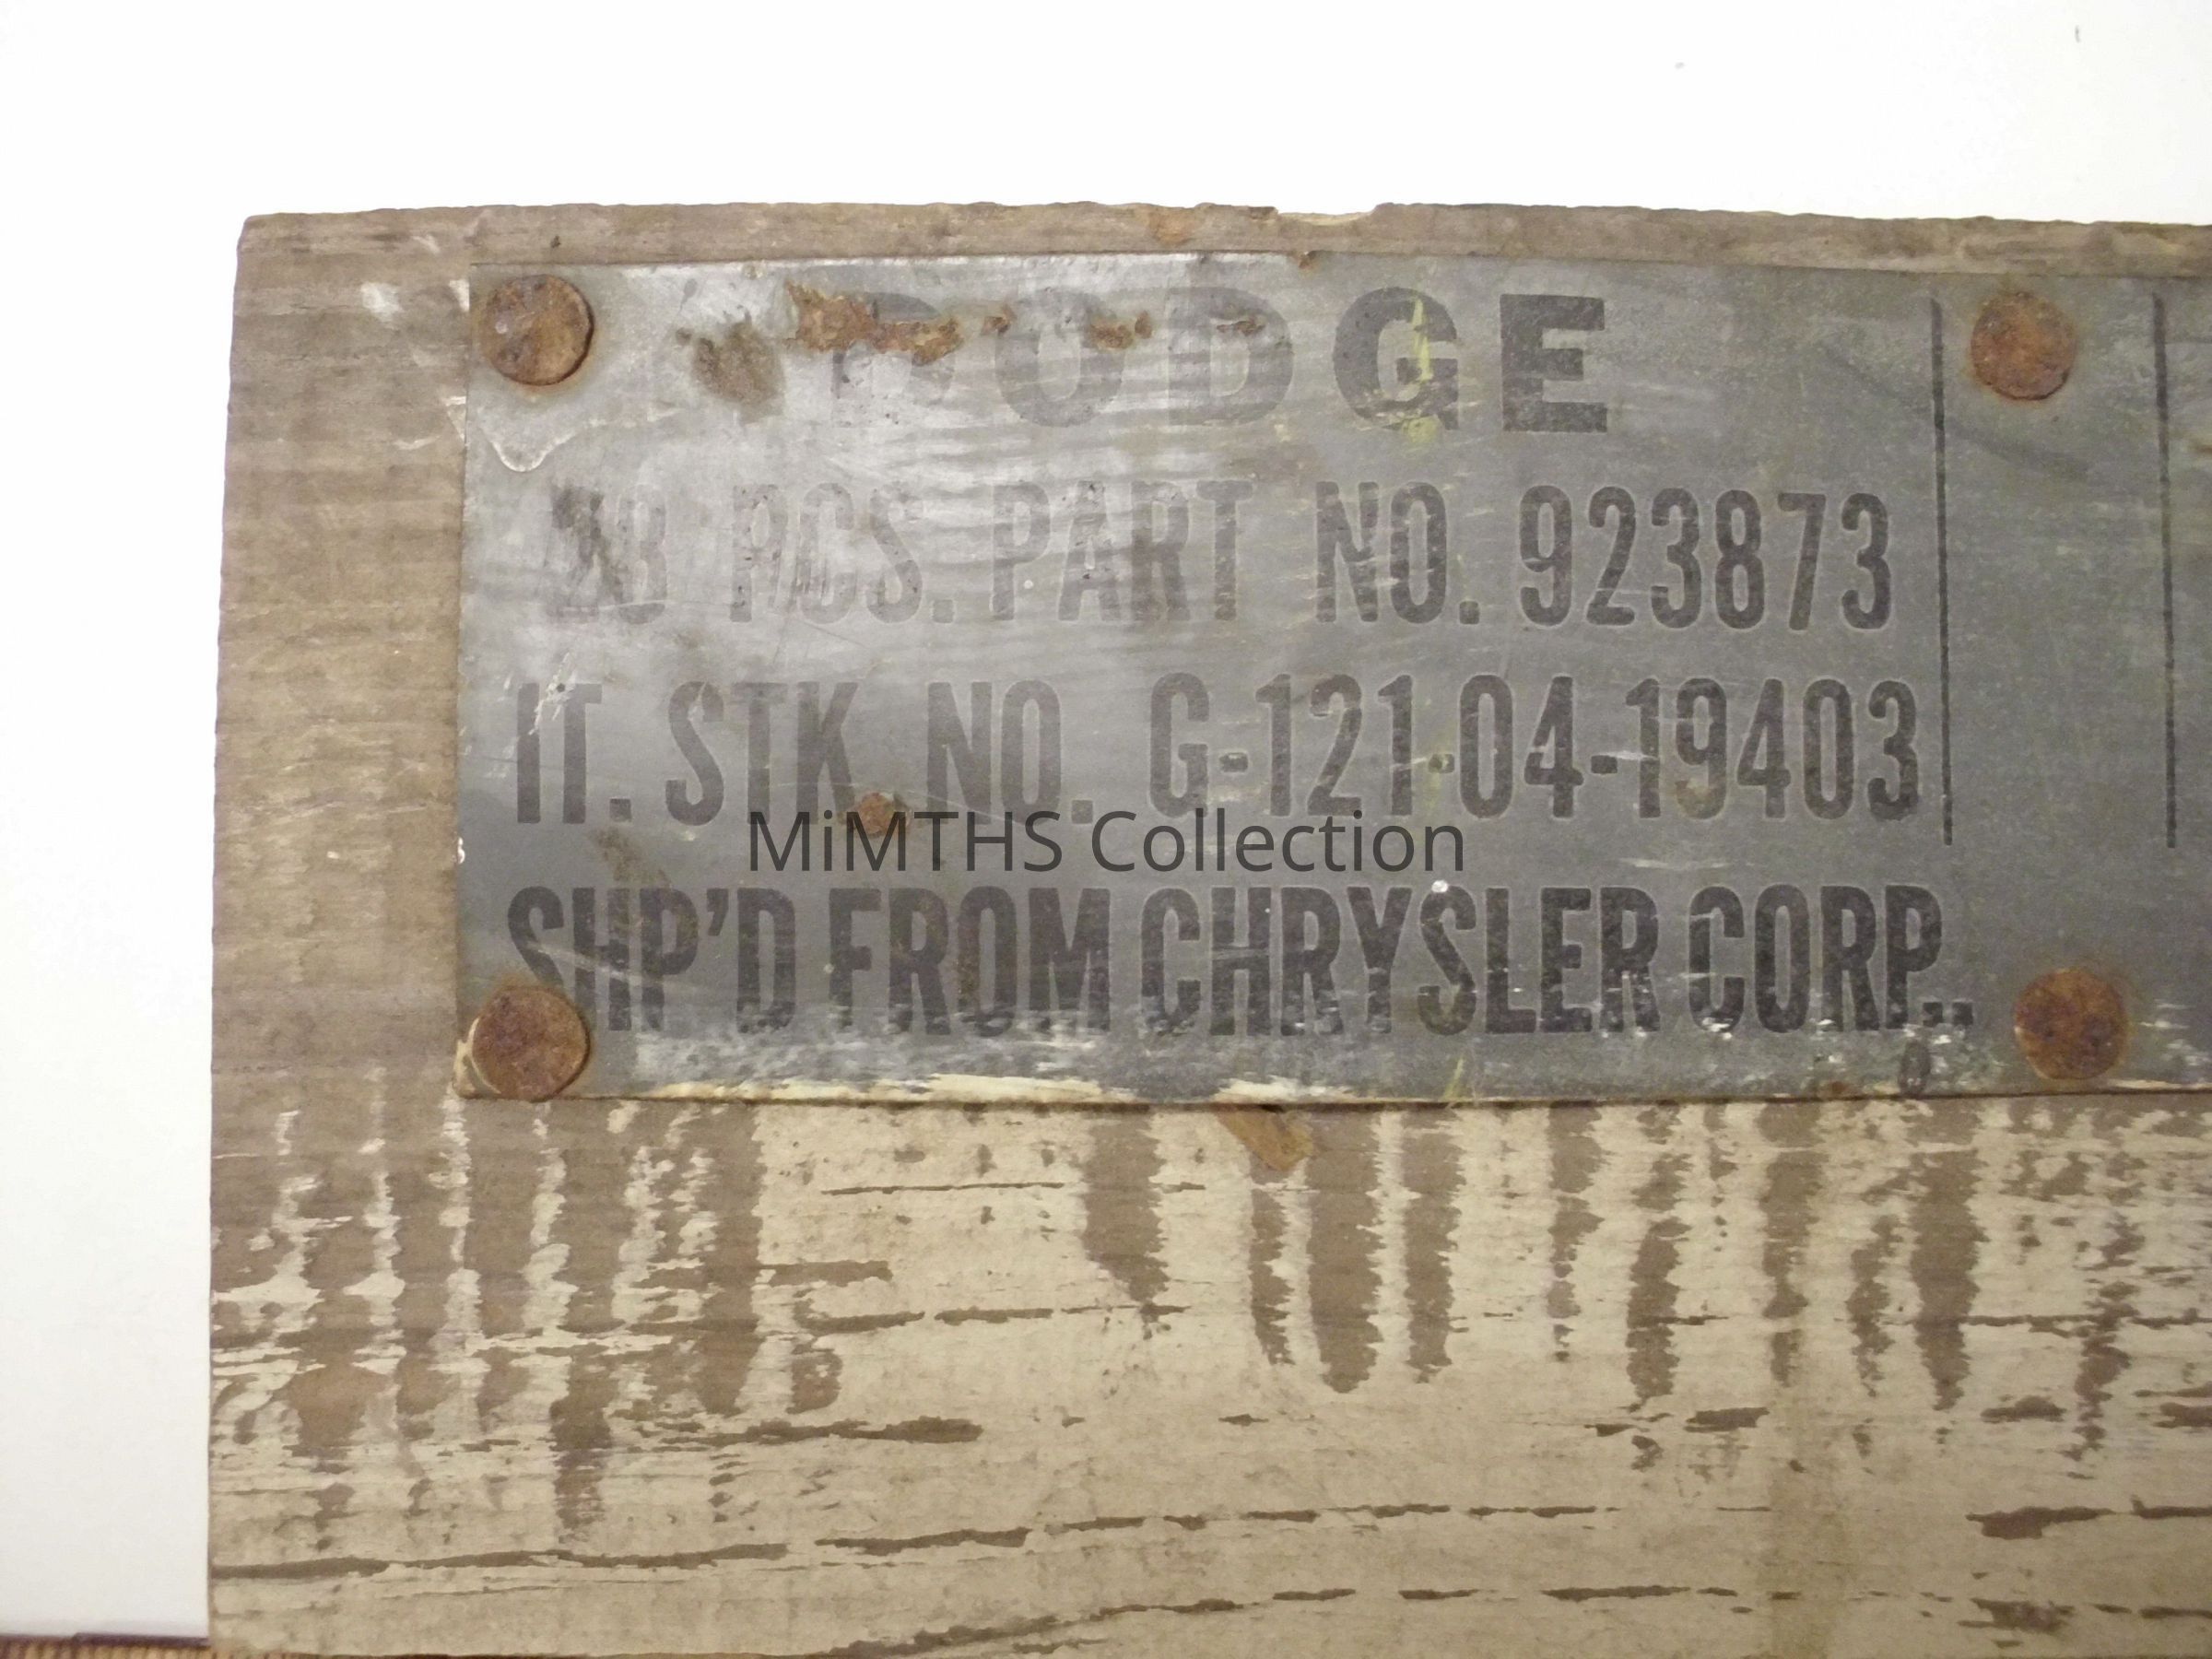 DODGE
PCS. PART NO. 923873
IT. STK NO. G-121-04-19403
MiMTHS Collection
SHP'D FROM CHRYSLER CORP..